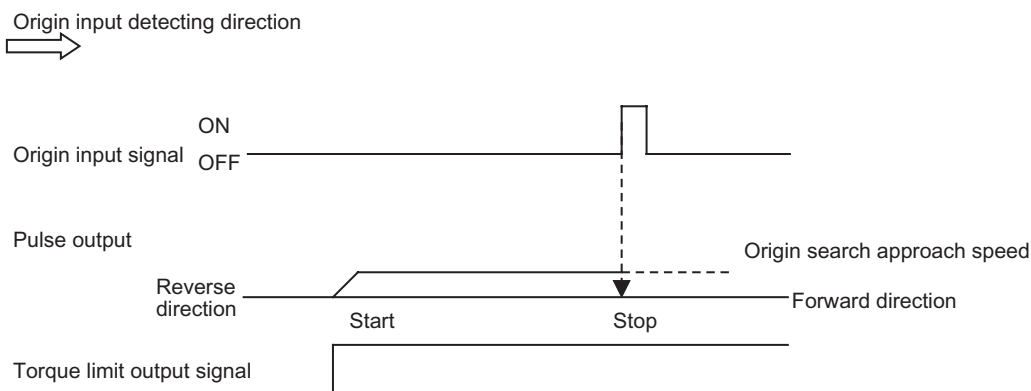 Origin input detecting direction
ON
Origin input signal
OFF
Pulse output
Origin search approach speed
Reverse
direction
Forward direction
Start
Stop
Torque limit output signal